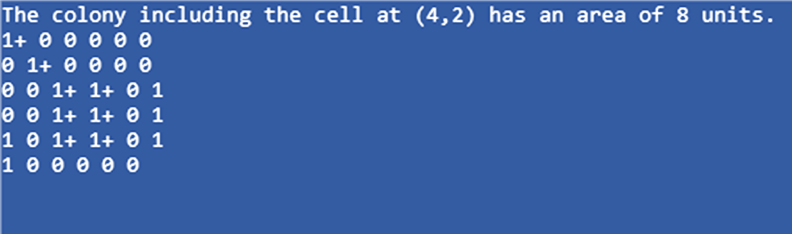 The colony including the cell at (4,2) has an area of 8 units.
1+ 0 0 0 0 0
0 1+ 0 0 0 0
0 0 1+ 1+ 0 1
0 0 1+ 1+ 0 1
1 0 1+ 1+ 0 1
1 0 0 0 0 0